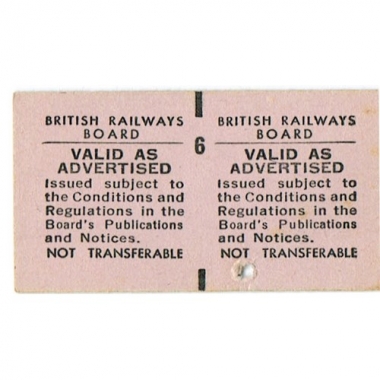 BRITISH RAILWAYS
BOARD
VALID AS
ADVERTISED
Issued subject to
the Conditions and
Regulations in the
Board's Publications
and Notices.
NOT TRANSFERABLE
6
BRITISH RAILWAYS
BOARD
VALID AS
ADVERTISED
Issued subject to
the Conditions and
Regulations in the
Board's Publications
and Notices.
NOT TRANSFERABLE